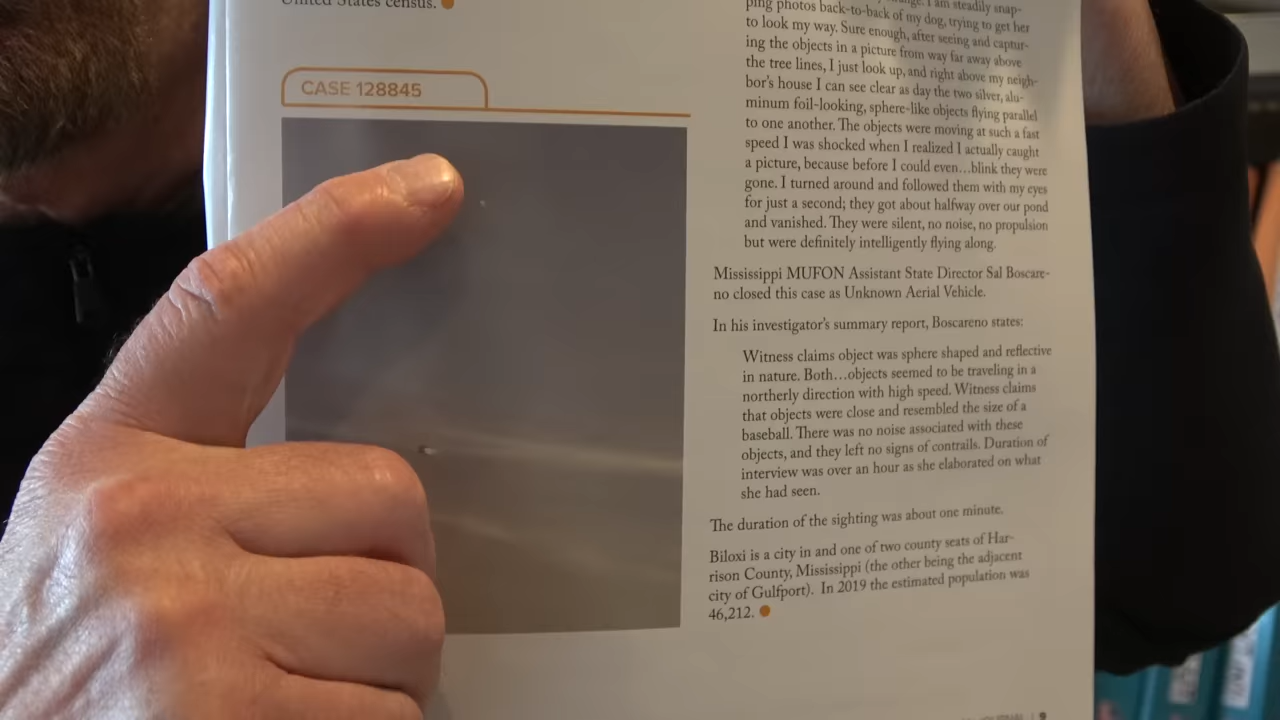 United States census.
CASE 128845
I am steadily snap-
ping photos back-to-back of my dog, trying to get her
to look my way. Sure enough, after seeing and captur-
ing the objects in a picture from way far away above
the tree lines, I just look up, and right above my neigh-
bor's house I can see clear as day the two silver, alu-
minum foil-looking, sphere-like objects flying parallel
to one another. The objects were moving at such a fast
speed I was shocked when I realized I actually caught
a picture, because before I could even…blink they were
gone. I turned around and followed them with my eyes
for just a second; they got about halfway over our pond
and vanished. They were silent, no noise, no propulsion
but were definitely intelligently flying along.
Mississippi MUFON Assistant State Director Sal Boscare-
no closed this case as Unknown Aerial Vehicle.
In his investigator's summary report, Boscareno states:
Witness claims object was sphere shaped and reflective
in nature. Both…objects seemed to be traveling in a
northerly direction with high speed. Witness claims
that objects were close and resembled the size of a
baseball. There was no noise associated with these
objects, and they left no signs of contrails. Duration of
interview was over an hour as she elaborated on what
she had seen.
The duration of the sighting was about one minute.
Biloxi is a city in and one of two county seats of Har-
rison County, Mississippi (the other being the adjacent
city of Gulfport). In 2019 the estimated population was
46,212.
9